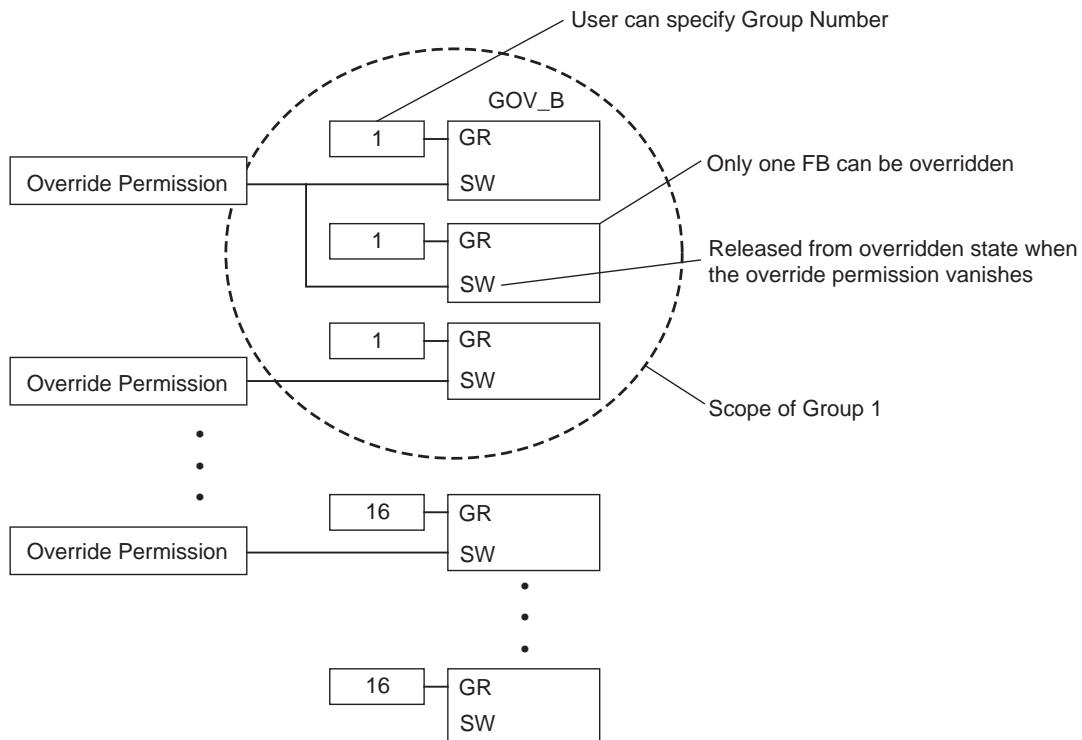 User can specify Group Number
GOV_B
1
GR
Override Permission
SW
Only one FB can be overridden
1
GR
SW
Released from overridden state when
the override permission vanishes
1
GR
Override Permission
SW
Scope of Group 1
16
GR
Override Permission
SW
16
GR
SW